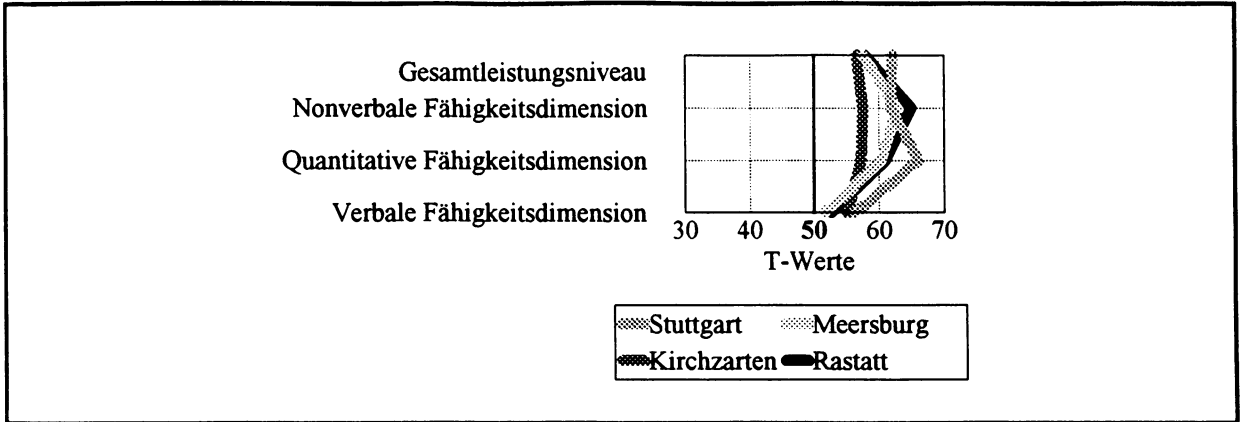 Gesamtleistungsniveau
Nonverbale Fähigkeitsdimension
Quantitative Fähigkeitsdimension
Verbale Fähigkeitsdimension
30 40 50 60 70
T-Werte
Stuttgart Meersburg
Kirchzarten Rastatt